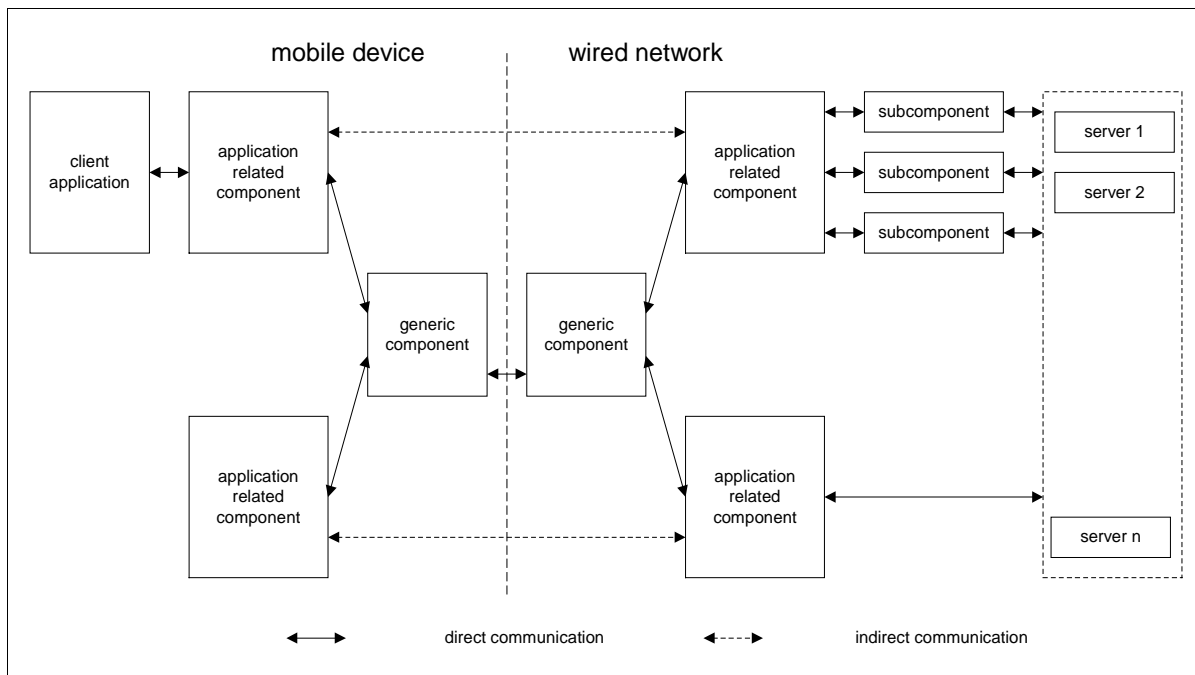 mobile device
wired network
client
application
application
related
component
application
related
component
subcomponent
subcomponent
subcomponent
server 1
server 2
generic
component
generic
component
application
related
component
application
related
component
server n
direct communication
indirect communication